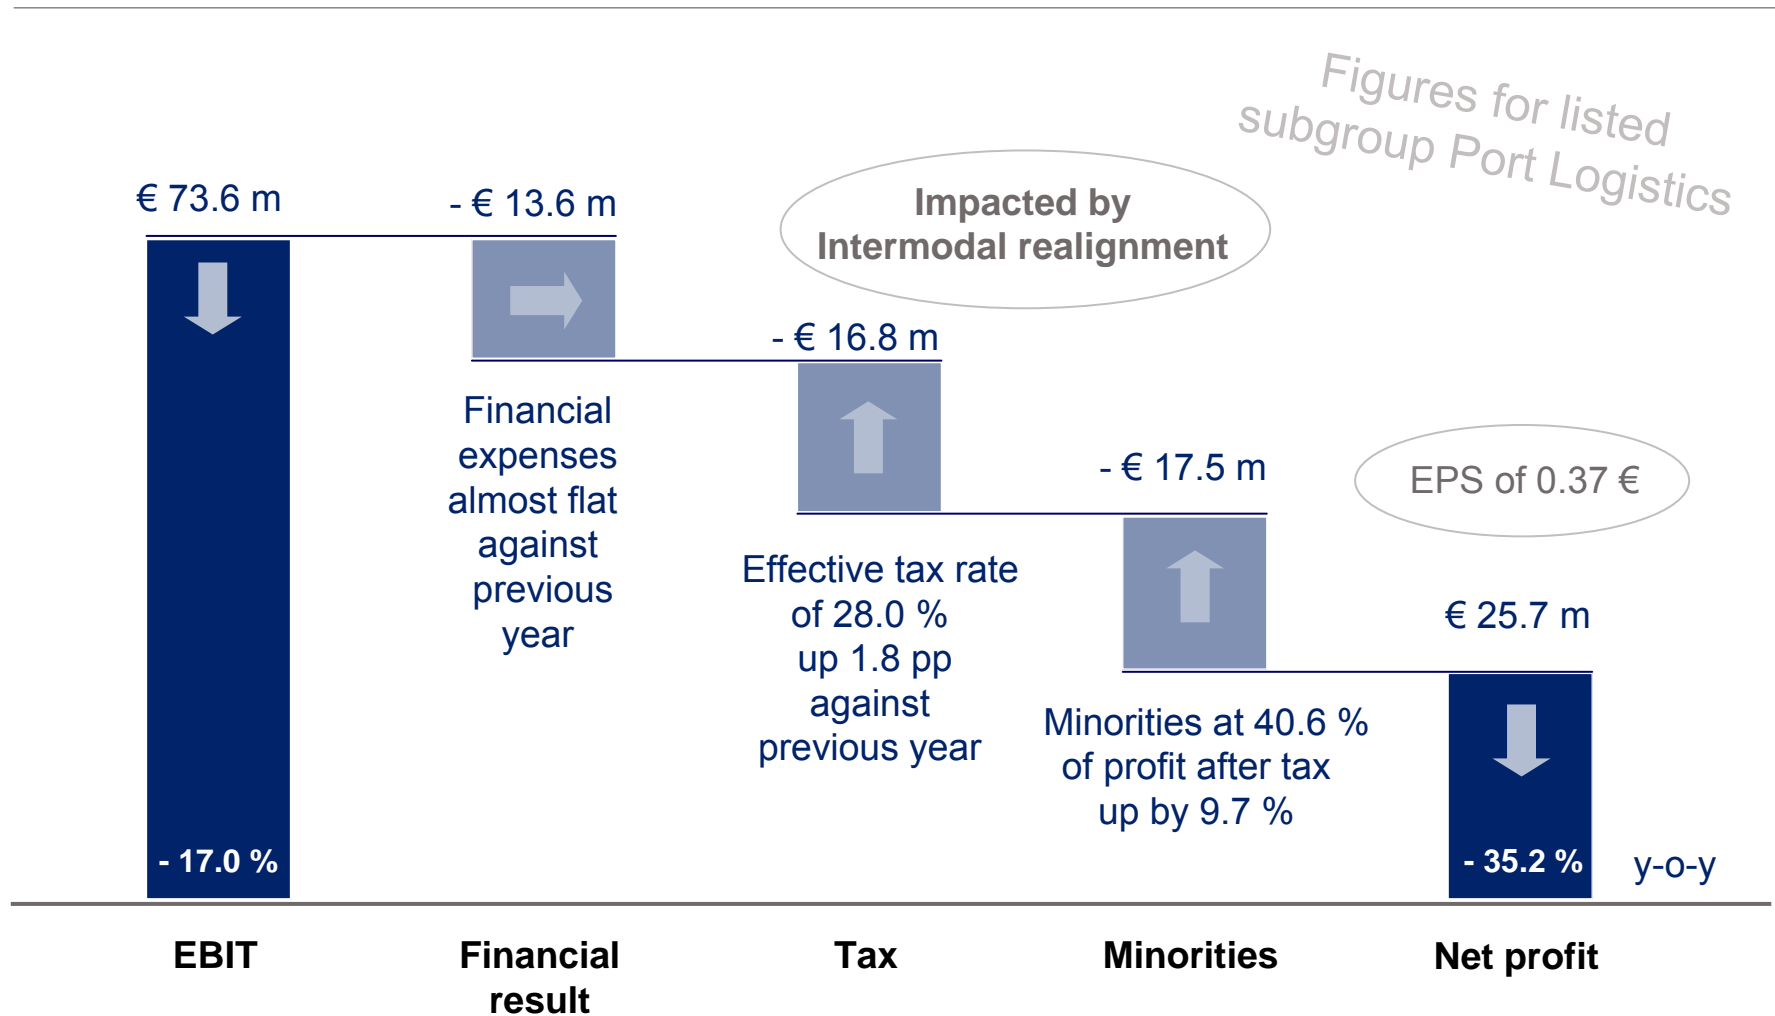 Figures for listed
subgroup Port Logistics
€ 73.6 m
- € 13.6 m
Impacted by
Intermodal realignment
- € 16.8 m
Financial
expenses
almost flat
against
previous
year
- € 17.5 m
EPS of 0.37 €
Effective tax rate
of 28.0 %
up 1.8 pp
against
previous year
€ 25.7 m
Minorities at 40.6 %
of profit after tax
up by 9.7 %
- 17.0 %
- 35.2 %
y-o-y
EBIT
Financial
result
Tax
Minorities
Net profit